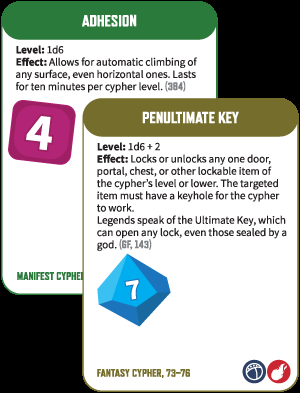 ADHESION
Level: 1d6
Effect: Allows for automatic climbing of
any surface, even horizontal ones. Lasts
for ten minutes per cypher level. (384)
4
MANIFEST CYPHE
PENULTIMATE KEY
Level: 1d6 + 2
Effect: Locks or unlocks any one door,
portal, chest, or other lockable item of
the cypher's level or lower. The targeted
item must have a keyhole for the cypher
to work.
Legends speak of the Ultimate Key, which
can open any lock, even those sealed by a
god. (GF, 143)
7
FANTASY CYPHER, 73–76